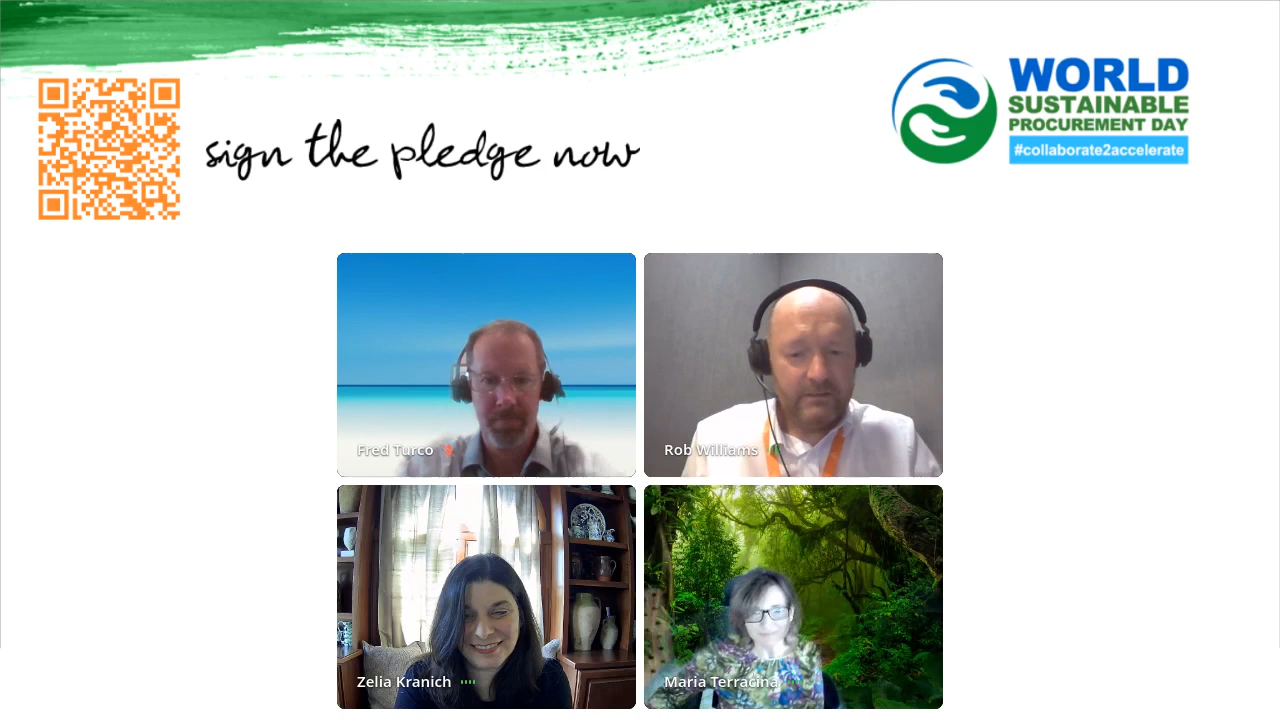 sign the pledge now
WORLD
SUSTAINABLE
PROCUREMENT DAY
#collaborate2accelerate
Fred Turco
Rob Williams
Zelia Kranich
Maria Terracina